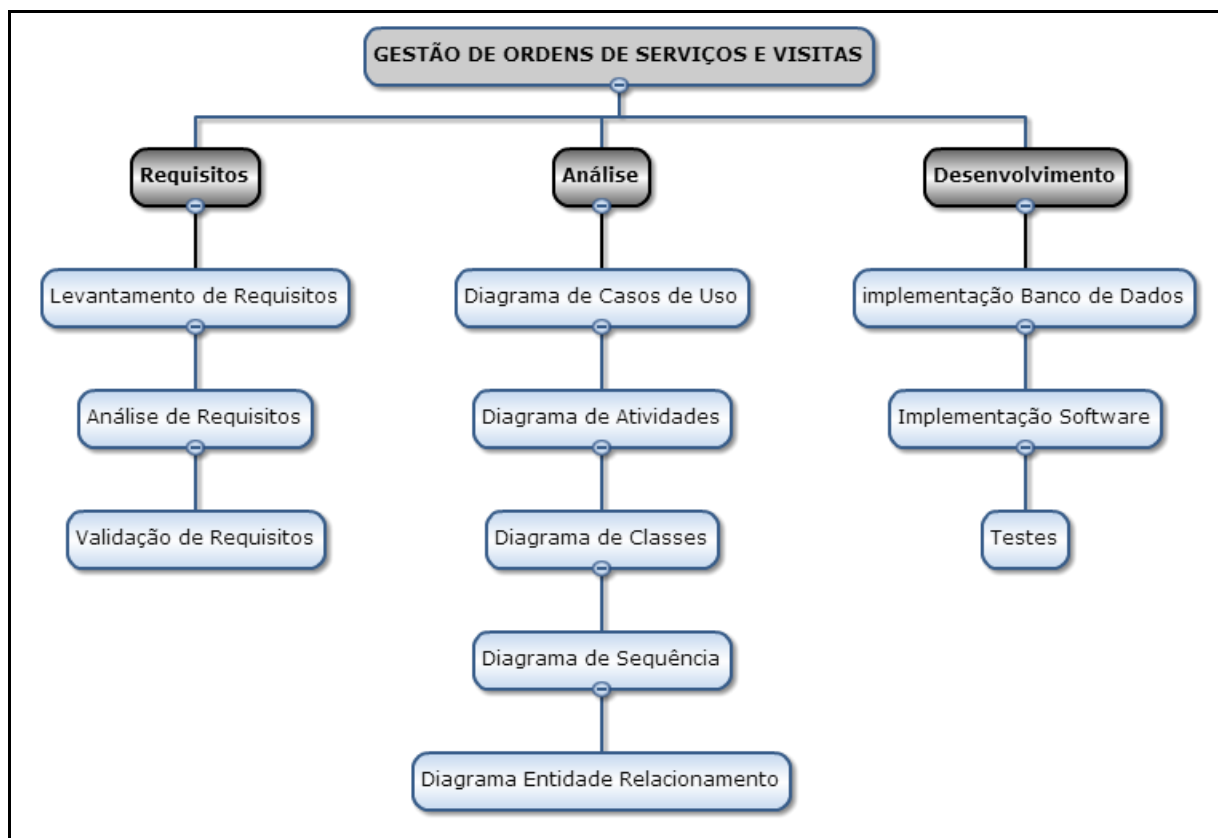 GESTÃO DE ORDENS DE SERVIÇOS E VISITAS
Requisitos
Análise
Desenvolvimento
Levantamento de Requisitos
Diagrama de Casos de Uso
implementação Banco de Dados
Análise de Requisitos
Diagrama de Atividades
Implementação Software
Validação de Requisitos
Diagrama de Classes
Testes
Diagrama de Sequência
Diagrama Entidade Relacionamento